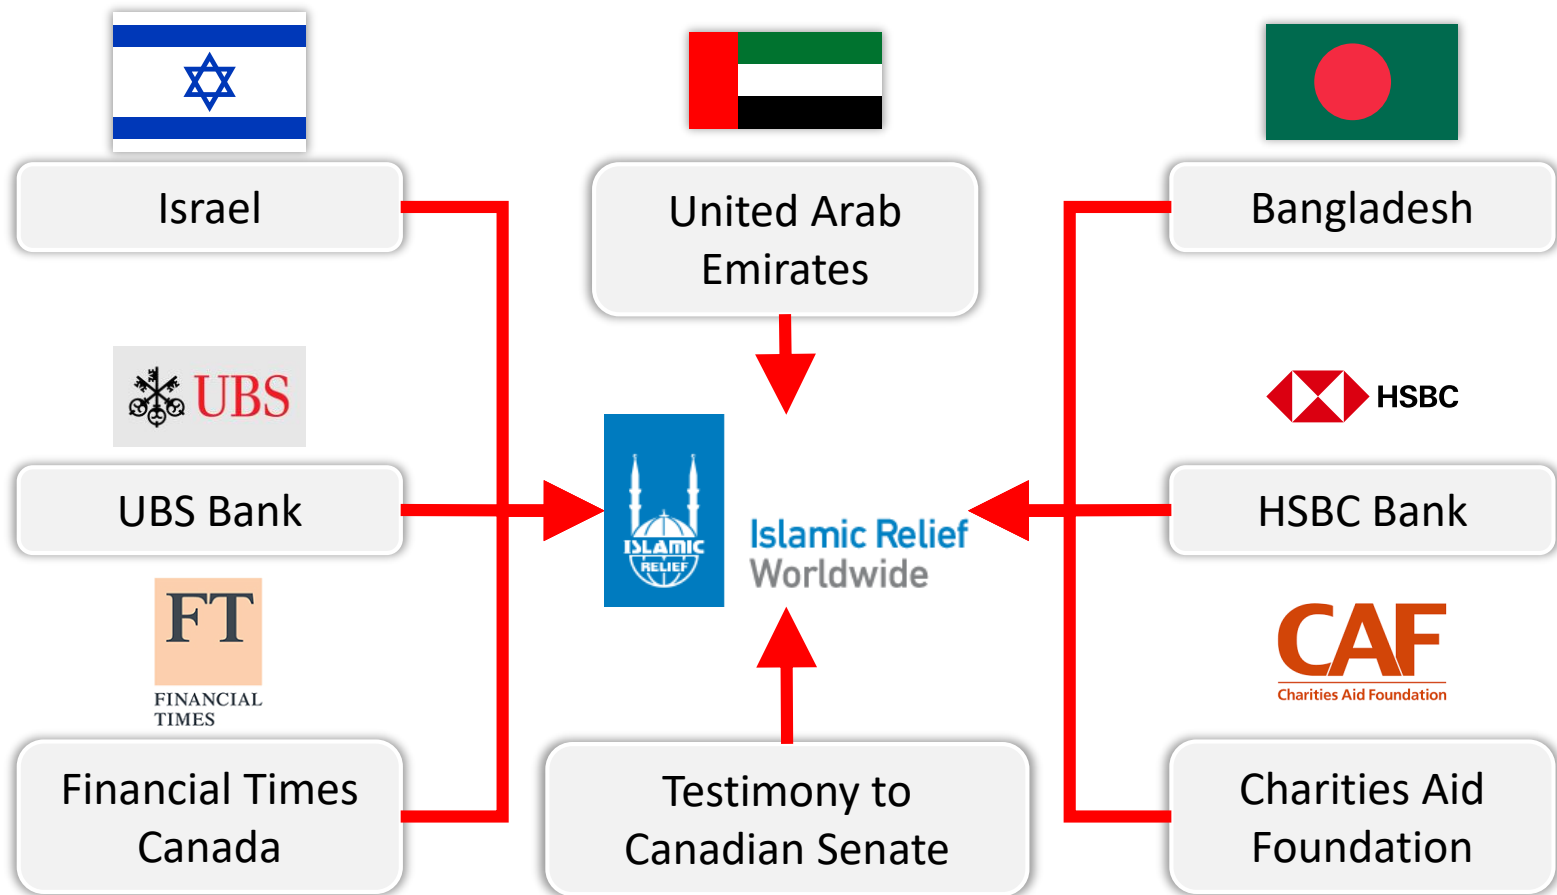 Israel
United Arab
Emirates
Bangladesh
UBS
HSBC
UBS Bank
ISLAMIC
RELIEF
Islamic Relief
Worldwide
HSBC Bank
FT
FINANCIAL
TIMES
CAF
Charities Aid Foundation
Financial Times
Canada
Testimony to
Canadian Senate
Charities Aid
Foundation